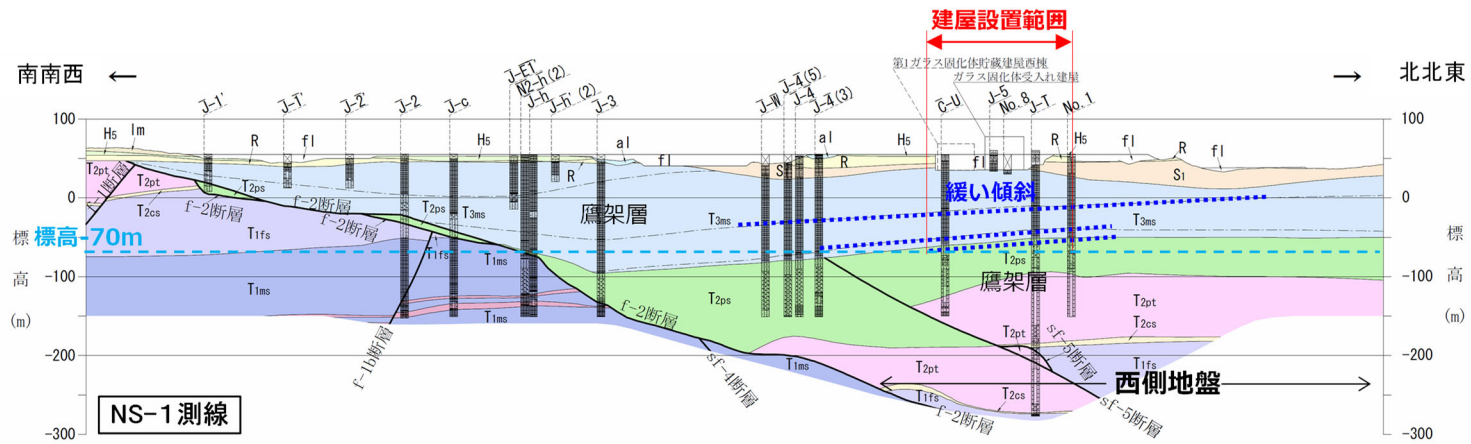 建屋設置範囲
南南西 ← → 北北東
第1ガラス固化体貯蔵建屋西棟
ガラス固化体受入れ建屋
J-1' J-1' J-2' J-2 J-c J-E1' N2-h(2) J-h J-h'(2) J-3 J-W J-4(5) J-4 J-4(3) C-U J-5 No.8 J-T No.1
100 H5 lm R fl H5 R al fl S1 R al H5 fl R H5 fl R S1 fl 100
0 0
-100 -100
-200 -200
-300 -300
標高(m)
標高(m)
標高-70m
T2pt T2pt T2cs T2ps T1fs T1ms
f-1断層
f-2断層 f-2断層 f-2断層
T2ps T3ms 鷹架層 T3ms 緩い傾斜 T3ms
T1fs T1ms T1ms
T2ps T2ps 鷹架層
T2pt T2cs T2pt T1fs
f-1b断層 f-2断層 sf-4断層 sf-5断層
T1ms T2pt T1fs T2cs
f-2断層 sf-5断層
西側地盤
NS-1測線